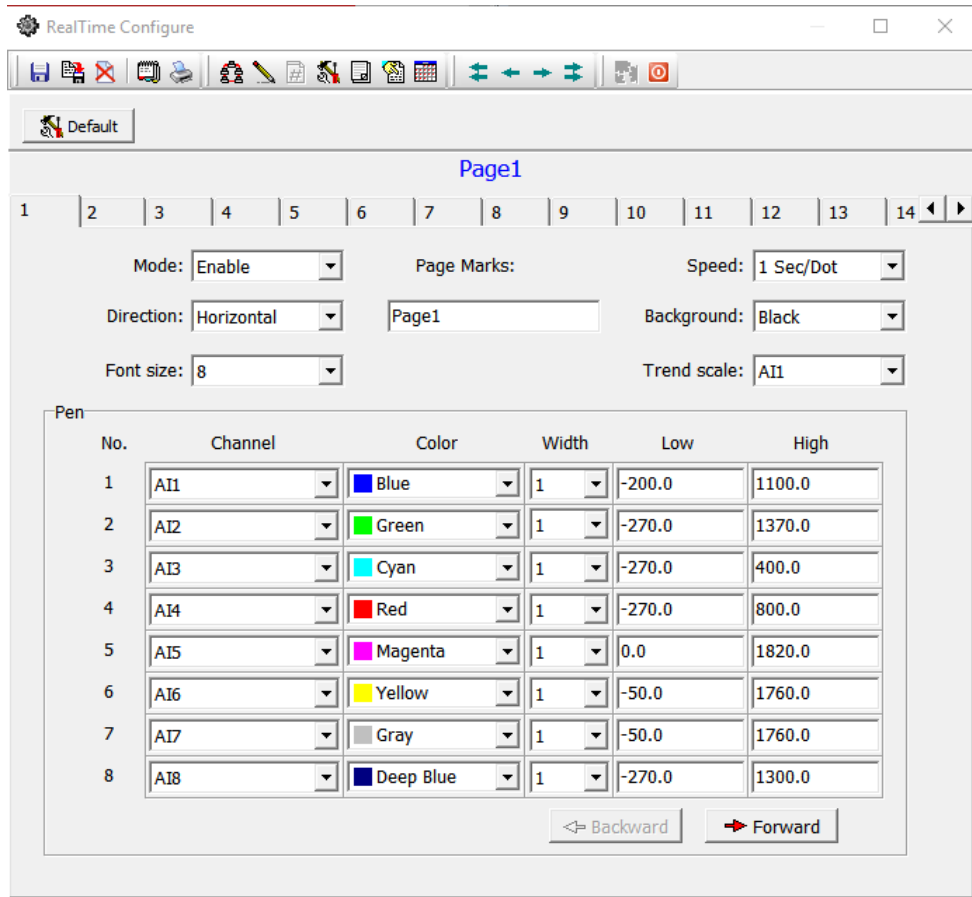 RealTime Configure
Default
Page1
1 2 3 4 5 6 7 8 9 10 11 12 13 14
Mode: Enable Page Marks: Speed: 1 Sec/Dot
Direction: Horizontal Page1 Background: Black
Font size: 8 Trend scale: AI1
Pen
No. Channel Color Width Low High
1 AI1 Blue 1 -200.0 1100.0
2 AI2 Green 1 -270.0 1370.0
3 AI3 Cyan 1 -270.0 400.0
4 AI4 Red 1 -270.0 800.0
5 AI5 Magenta 1 0.0 1820.0
6 AI6 Yellow 1 -50.0 1760.0
7 AI7 Gray 1 -50.0 1760.0
8 AI8 Deep Blue 1 -270.0 1300.0
Backward Forward